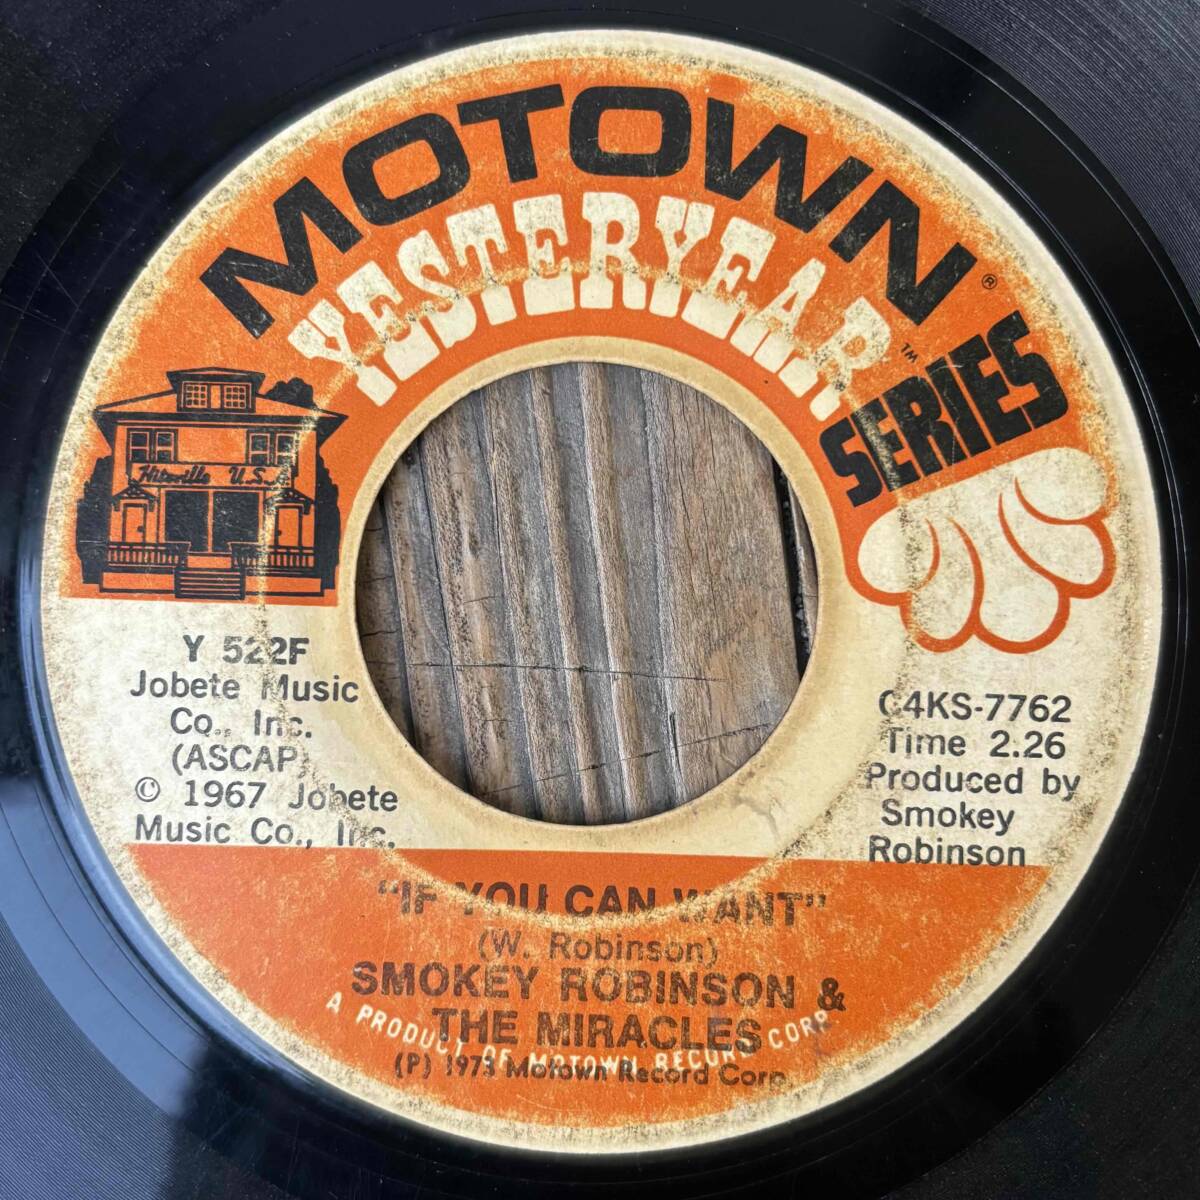 MOTOWN®
YESTERYEAR™
SERIES
Hitsville U.S.A.
Y 522F
Jobete Music
Co., Inc.
(ASCAP)
© 1967 Jobete
Music Co., Inc.
C4KS-7762
Time 2.26
Produced by
Smokey
Robinson
"IF YOU CAN WANT"
(W. Robinson)
SMOKEY ROBINSON &
THE MIRACLES
A PRODUCT OF MOTOWN RECORD CORP.
(P) 1973 Motown Record Corp.